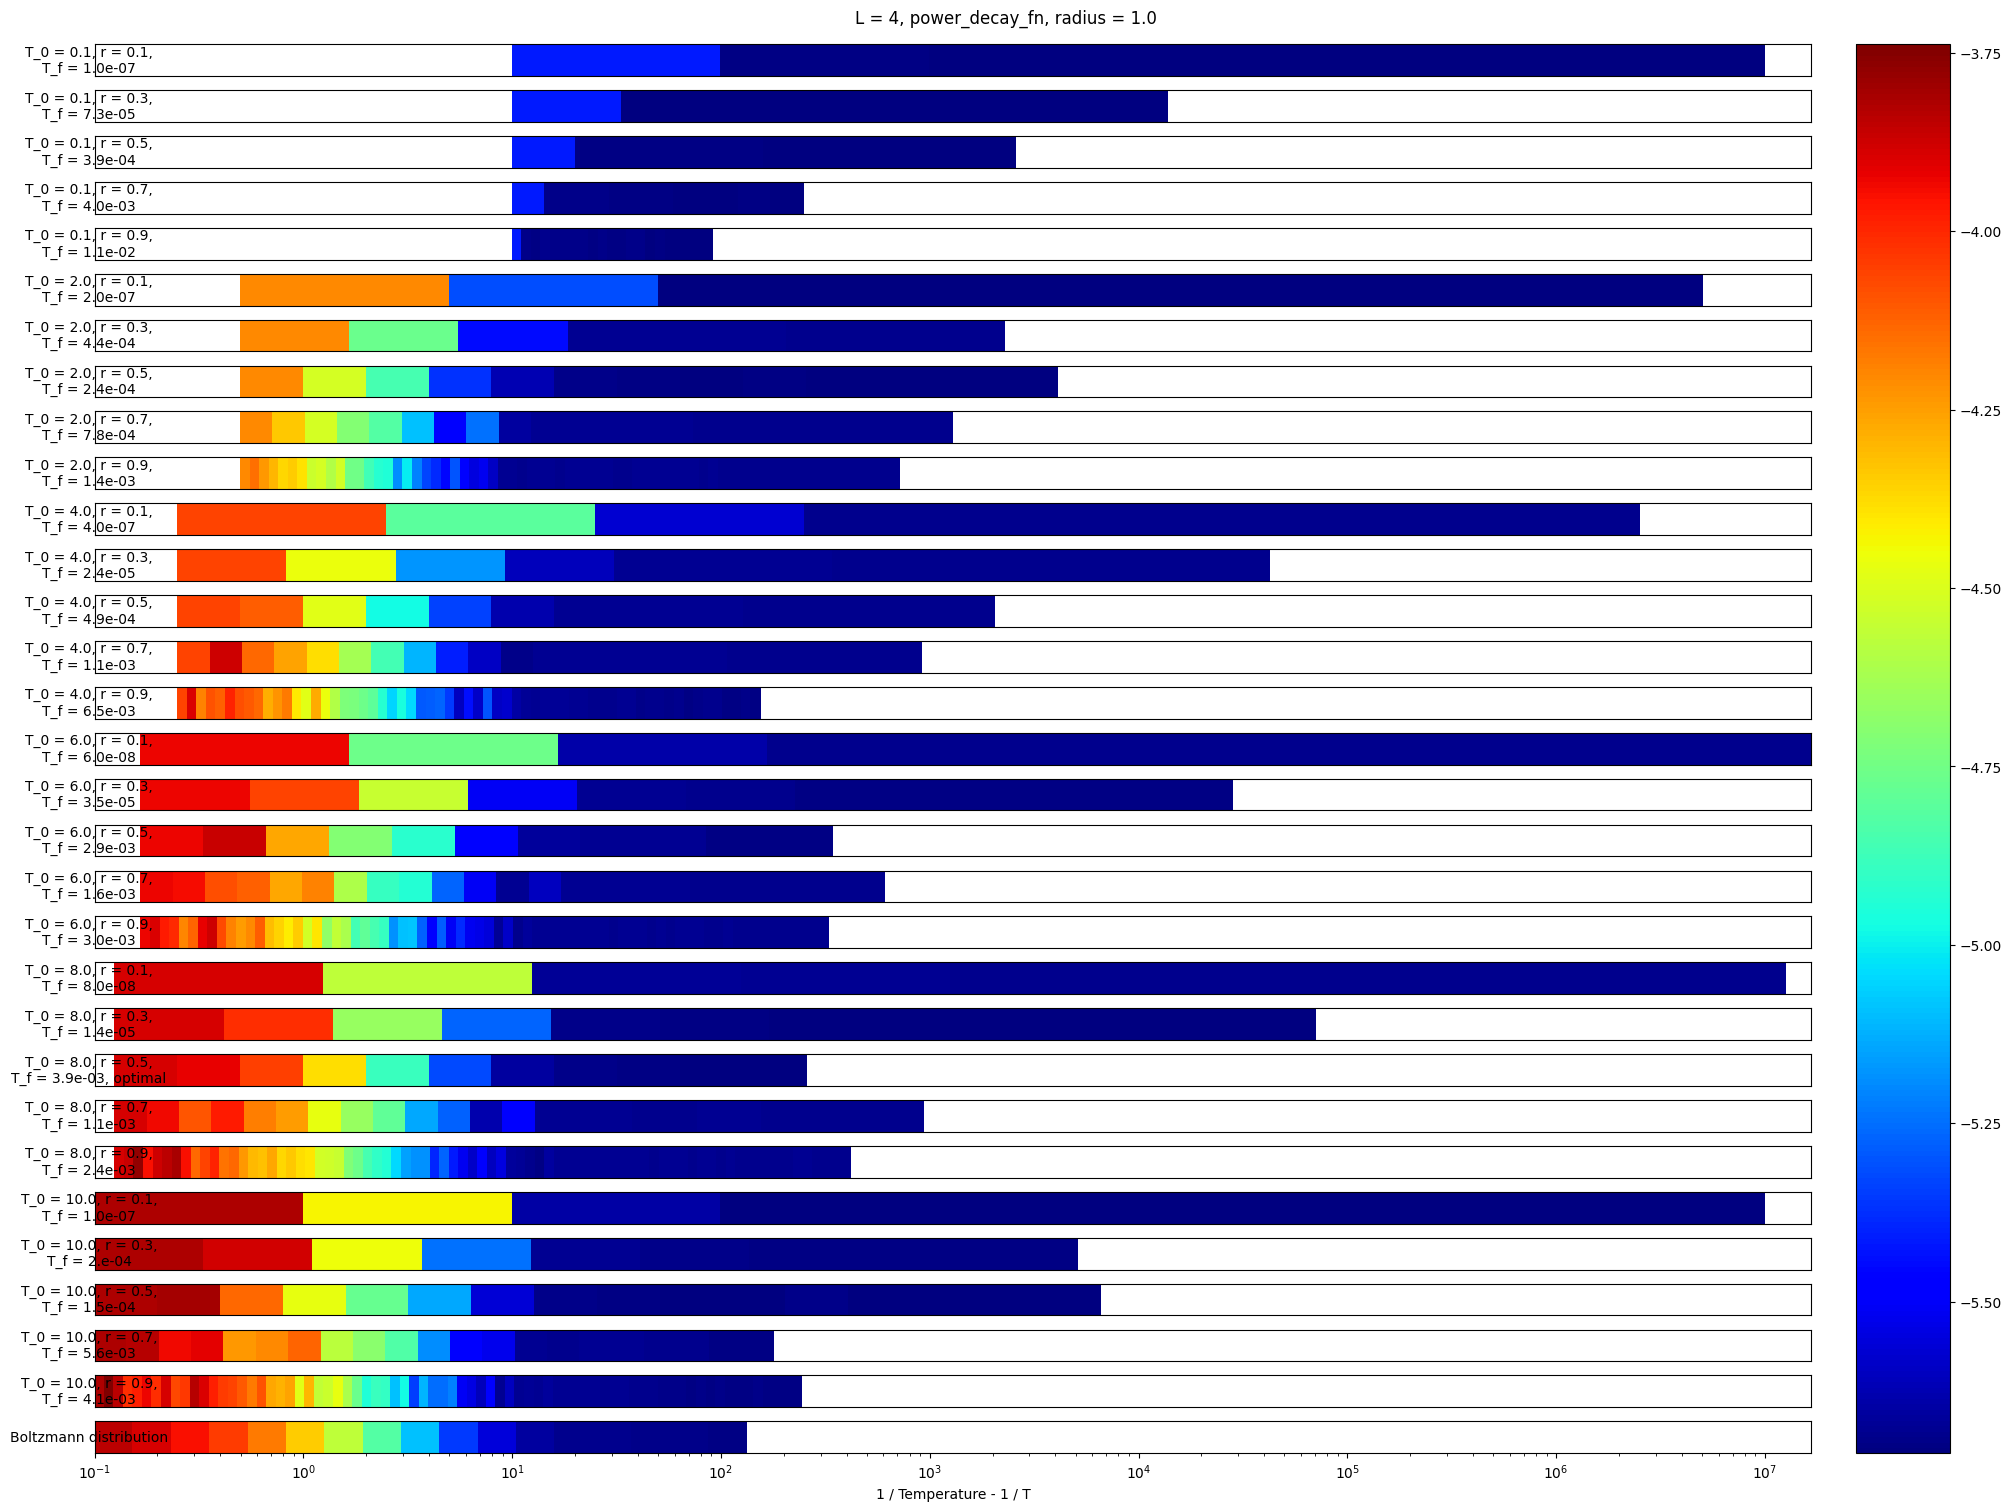 L = 4, power_decay_fn, radius = 1.0
T_0 = 0.1, r = 0.1,
T_f = 1.0e-07
T_0 = 0.1, r = 0.3,
T_f = 7.3e-05
T_0 = 0.1, r = 0.5,
T_f = 3.9e-04
T_0 = 0.1, r = 0.7,
T_f = 4.0e-03
T_0 = 0.1, r = 0.9,
T_f = 1.1e-02
T_0 = 2.0, r = 0.1,
T_f = 2.0e-07
T_0 = 2.0, r = 0.3,
T_f = 4.4e-04
T_0 = 2.0, r = 0.5,
T_f = 2.4e-04
T_0 = 2.0, r = 0.7,
T_f = 7.8e-04
T_0 = 2.0, r = 0.9,
T_f = 1.4e-03
T_0 = 4.0, r = 0.1,
T_f = 4.0e-07
T_0 = 4.0, r = 0.3,
T_f = 2.4e-05
T_0 = 4.0, r = 0.5,
T_f = 4.9e-04
T_0 = 4.0, r = 0.7,
T_f = 1.1e-03
T_0 = 4.0, r = 0.9,
T_f = 6.5e-03
T_0 = 6.0, r = 0.1,
T_f = 6.0e-08
T_0 = 6.0, r = 0.3,
T_f = 3.5e-05
T_0 = 6.0, r = 0.5,
T_f = 2.9e-03
T_0 = 6.0, r = 0.7,
T_f = 1.6e-03
T_0 = 6.0, r = 0.9,
T_f = 3.0e-03
T_0 = 8.0, r = 0.1,
T_f = 8.0e-08
T_0 = 8.0, r = 0.3,
T_f = 1.4e-05
T_0 = 8.0, r = 0.5,
T_f = 3.9e-03, optimal
T_0 = 8.0, r = 0.7,
T_f = 1.1e-03
T_0 = 8.0, r = 0.9,
T_f = 2.4e-03
T_0 = 10.0, r = 0.1,
T_f = 1.0e-07
T_0 = 10.0, r = 0.3,
T_f = 2.e-04
T_0 = 10.0, r = 0.5,
T_f = 1.5e-04
T_0 = 10.0, r = 0.7,
T_f = 5.6e-03
T_0 = 10.0, r = 0.9,
T_f = 4.1e-03
Boltzmann distribution
10⁻¹ 10⁰ 10¹ 10² 10³ 10⁴ 10⁵ 10⁶ 10⁷
1 / Temperature - 1 / T
−3.75
−4.00
−4.25
−4.50
−4.75
−5.00
−5.25
−5.50